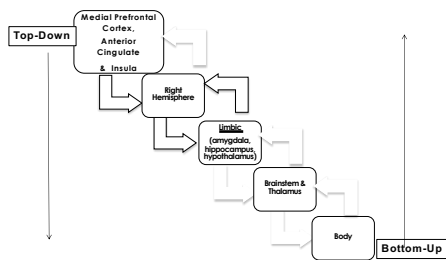 Top-Down
Medial Prefrontal
Cortex,
Anterior
Cingulate
& Insula
Right
Hemisphere
Limbic
(amygdala,
hippocampus,
hypothalamus)
Brainstem &
Thalamus
Body
Bottom-Up